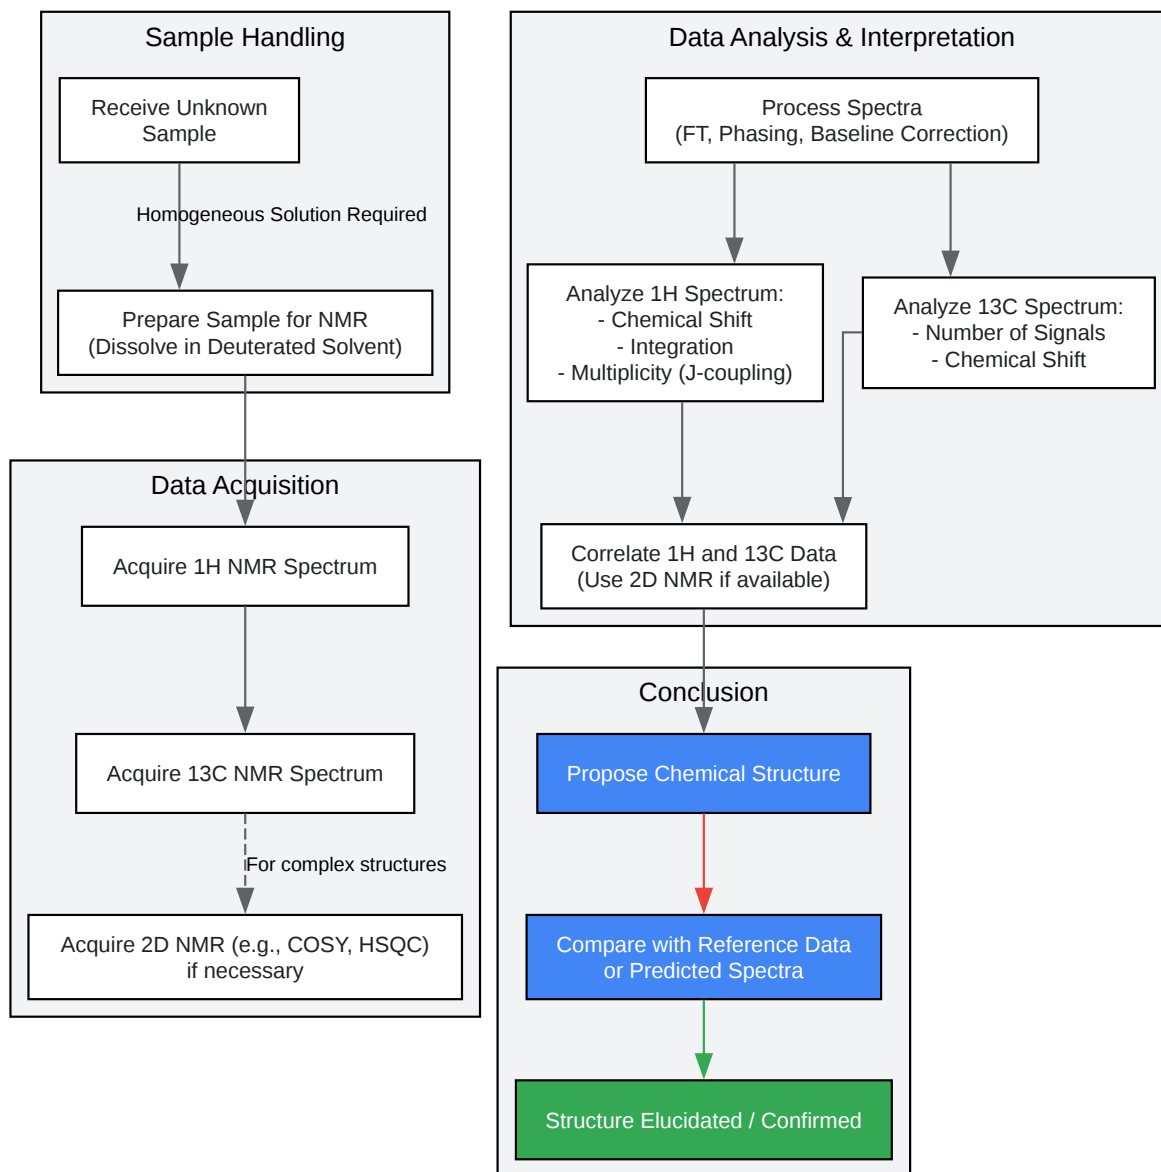 Sample Handling
Receive Unknown
Sample
Homogeneous Solution Required
Prepare Sample for NMR
(Dissolve in Deuterated Solvent)
Data Acquisition
Acquire 1H NMR Spectrum
Acquire 13C NMR Spectrum
For complex structures
Acquire 2D NMR (e.g., COSY, HSQC)
if necessary
Data Analysis & Interpretation
Process Spectra
(FT, Phasing, Baseline Correction)
Analyze 1H Spectrum:
- Chemical Shift
- Integration
- Multiplicity (J-coupling)
Analyze 13C Spectrum:
- Number of Signals
- Chemical Shift
Correlate 1H and 13C Data
(Use 2D NMR if available)
Conclusion
Propose Chemical Structure
Compare with Reference Data
or Predicted Spectra
Structure Elucidated / Confirmed